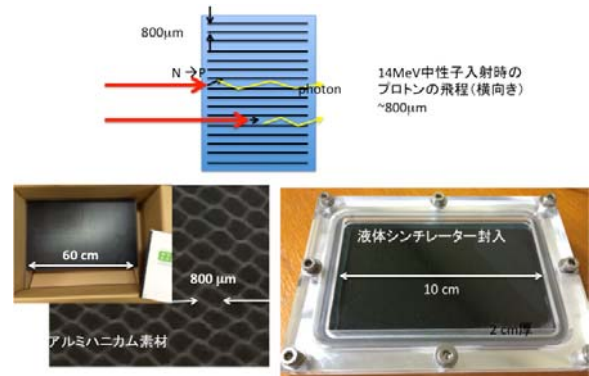 800μm
N →P
photon
14MeV中性子入射時の
プロトンの飛程(横向き)
~800μm
60 cm
800 μm
アルミハニカム素材
液体シンチレーター封入
10 cm
2 cm厚